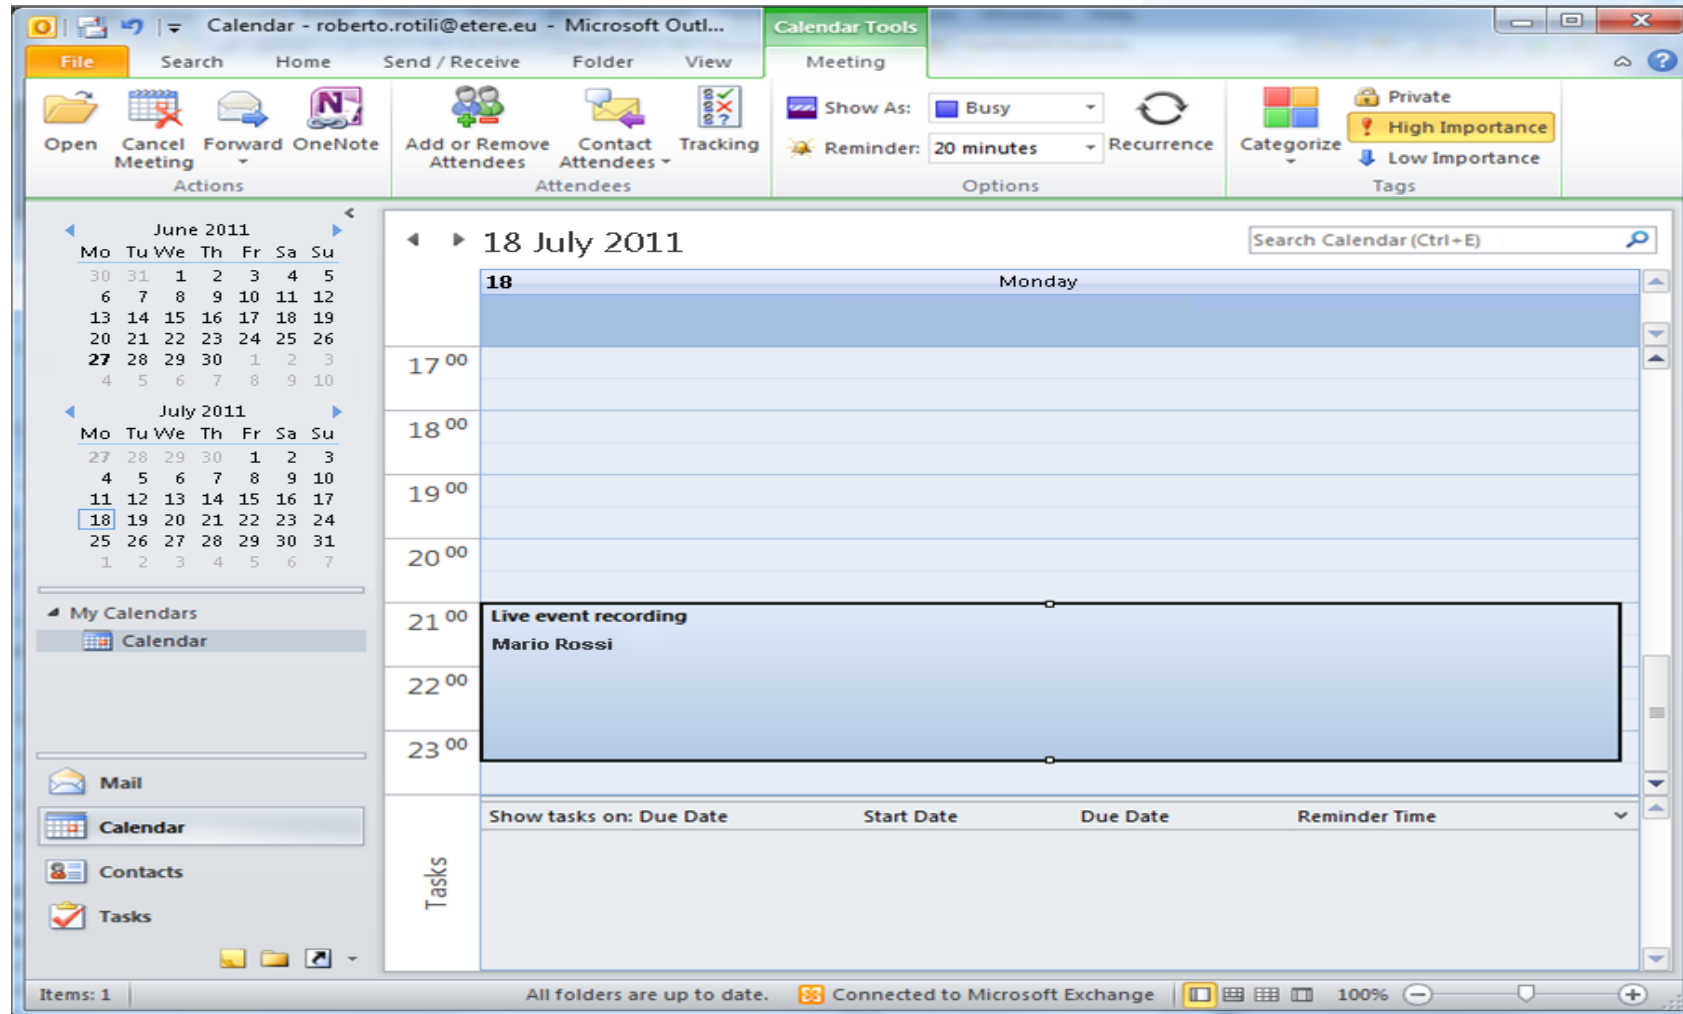 Calendar - roberto.rotili@etere.eu - Microsoft Outl...
Calendar Tools
File Search Home Send / Receive Folder View Meeting
Open
Cancel Meeting
Forward
OneNote
Actions
Add or Remove Attendees
Contact Attendees
Tracking
Attendees
Show As: Busy
Reminder: 20 minutes
Recurrence
Options
Categorize
Private
High Importance
Low Importance
Tags
June 2011
Mo Tu We Th Fr Sa Su
30 31 1 2 3 4 5
6 7 8 9 10 11 12
13 14 15 16 17 18 19
20 21 22 23 24 25 26
27 28 29 30 1 2 3
4 5 6 7 8 9 10
July 2011
Mo Tu We Th Fr Sa Su
27 28 29 30 1 2 3
4 5 6 7 8 9 10
11 12 13 14 15 16 17
18 19 20 21 22 23 24
25 26 27 28 29 30 31
1 2 3 4 5 6 7
My Calendars
Calendar
Mail
Calendar
Contacts
Tasks
18 July 2011
Search Calendar (Ctrl+E)
18 Monday
17 00
18 00
19 00
20 00
21 00
22 00
23 00
Live event recording
Mario Rossi
Tasks
Show tasks on: Due Date Start Date Due Date Reminder Time
Items: 1
All folders are up to date.
Connected to Microsoft Exchange
100%